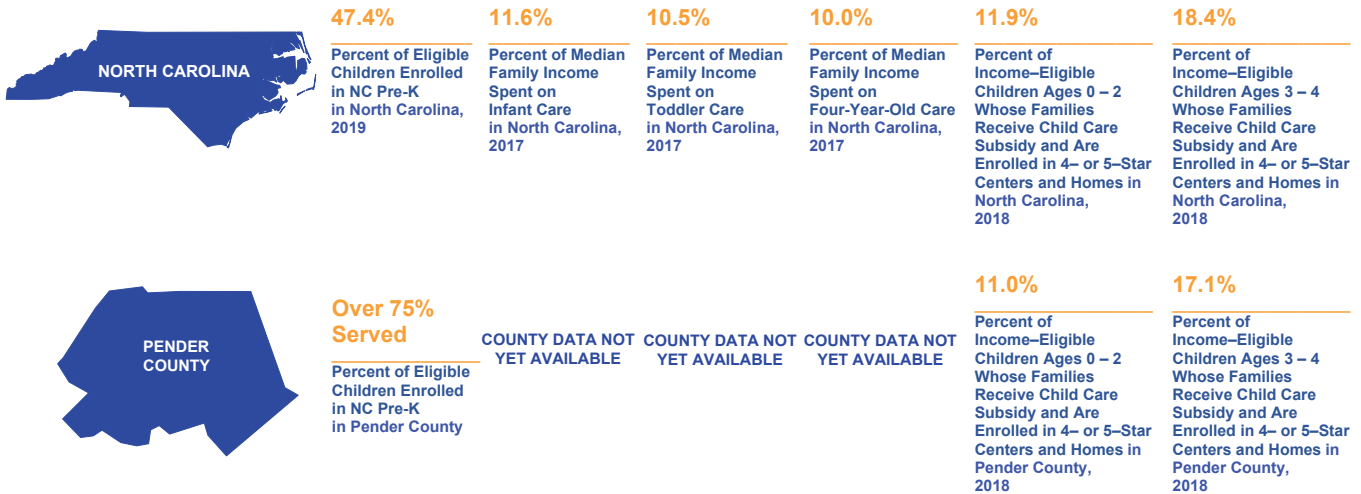 NORTH CAROLINA
47.4%
Percent of Eligible
Children Enrolled
in NC Pre-K
in North Carolina,
2019
11.6%
Percent of Median
Family Income
Spent on
Infant Care
in North Carolina,
2017
10.5%
Percent of Median
Family Income
Spent on
Toddler Care
in North Carolina,
2017
10.0%
Percent of Median
Family Income
Spent on
Four-Year-Old Care
in North Carolina,
2017
11.9%
Percent of
Income–Eligible
Children Ages 0 – 2
Whose Families
Receive Child Care
Subsidy and Are
Enrolled in 4– or 5–Star
Centers and Homes in
North Carolina,
2018
18.4%
Percent of
Income–Eligible
Children Ages 3 – 4
Whose Families
Receive Child Care
Subsidy and Are
Enrolled in 4– or 5–Star
Centers and Homes in
North Carolina,
2018
PENDER
COUNTY
Over 75%
Served
Percent of Eligible
Children Enrolled
in NC Pre-K
in Pender County
COUNTY DATA NOT
YET AVAILABLE
COUNTY DATA NOT
YET AVAILABLE
COUNTY DATA NOT
YET AVAILABLE
11.0%
Percent of
Income–Eligible
Children Ages 0 – 2
Whose Families
Receive Child Care
Subsidy and Are
Enrolled in 4– or 5–Star
Centers and Homes in
Pender County,
2018
17.1%
Percent of
Income–Eligible
Children Ages 3 – 4
Whose Families
Receive Child Care
Subsidy and Are
Enrolled in 4– or 5–Star
Centers and Homes in
Pender County,
2018